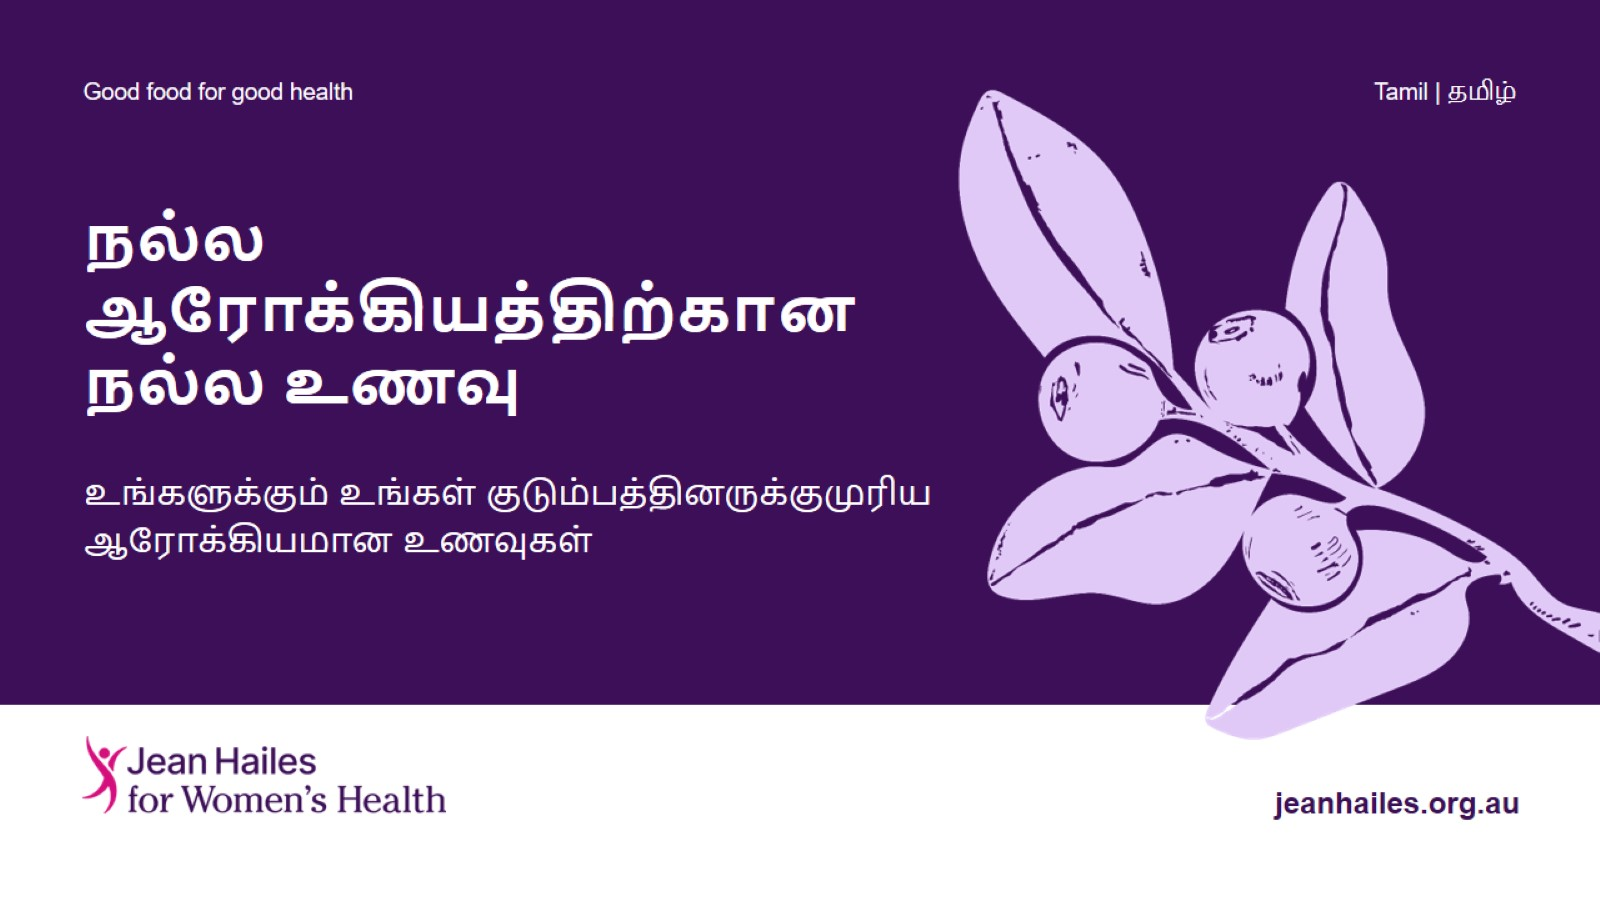 Good food for good health
Tamil | தமிழ்
நல்ல
ஆரோக்கியத்திற்கான
நல்ல உணவு
உங்களுக்கும் உங்கள் குடும்பத்தினருக்குமுரிய
ஆரோக்கியமான உணவுகள்
Jean Hailes
for Women's Health
jeanhailes.org.au